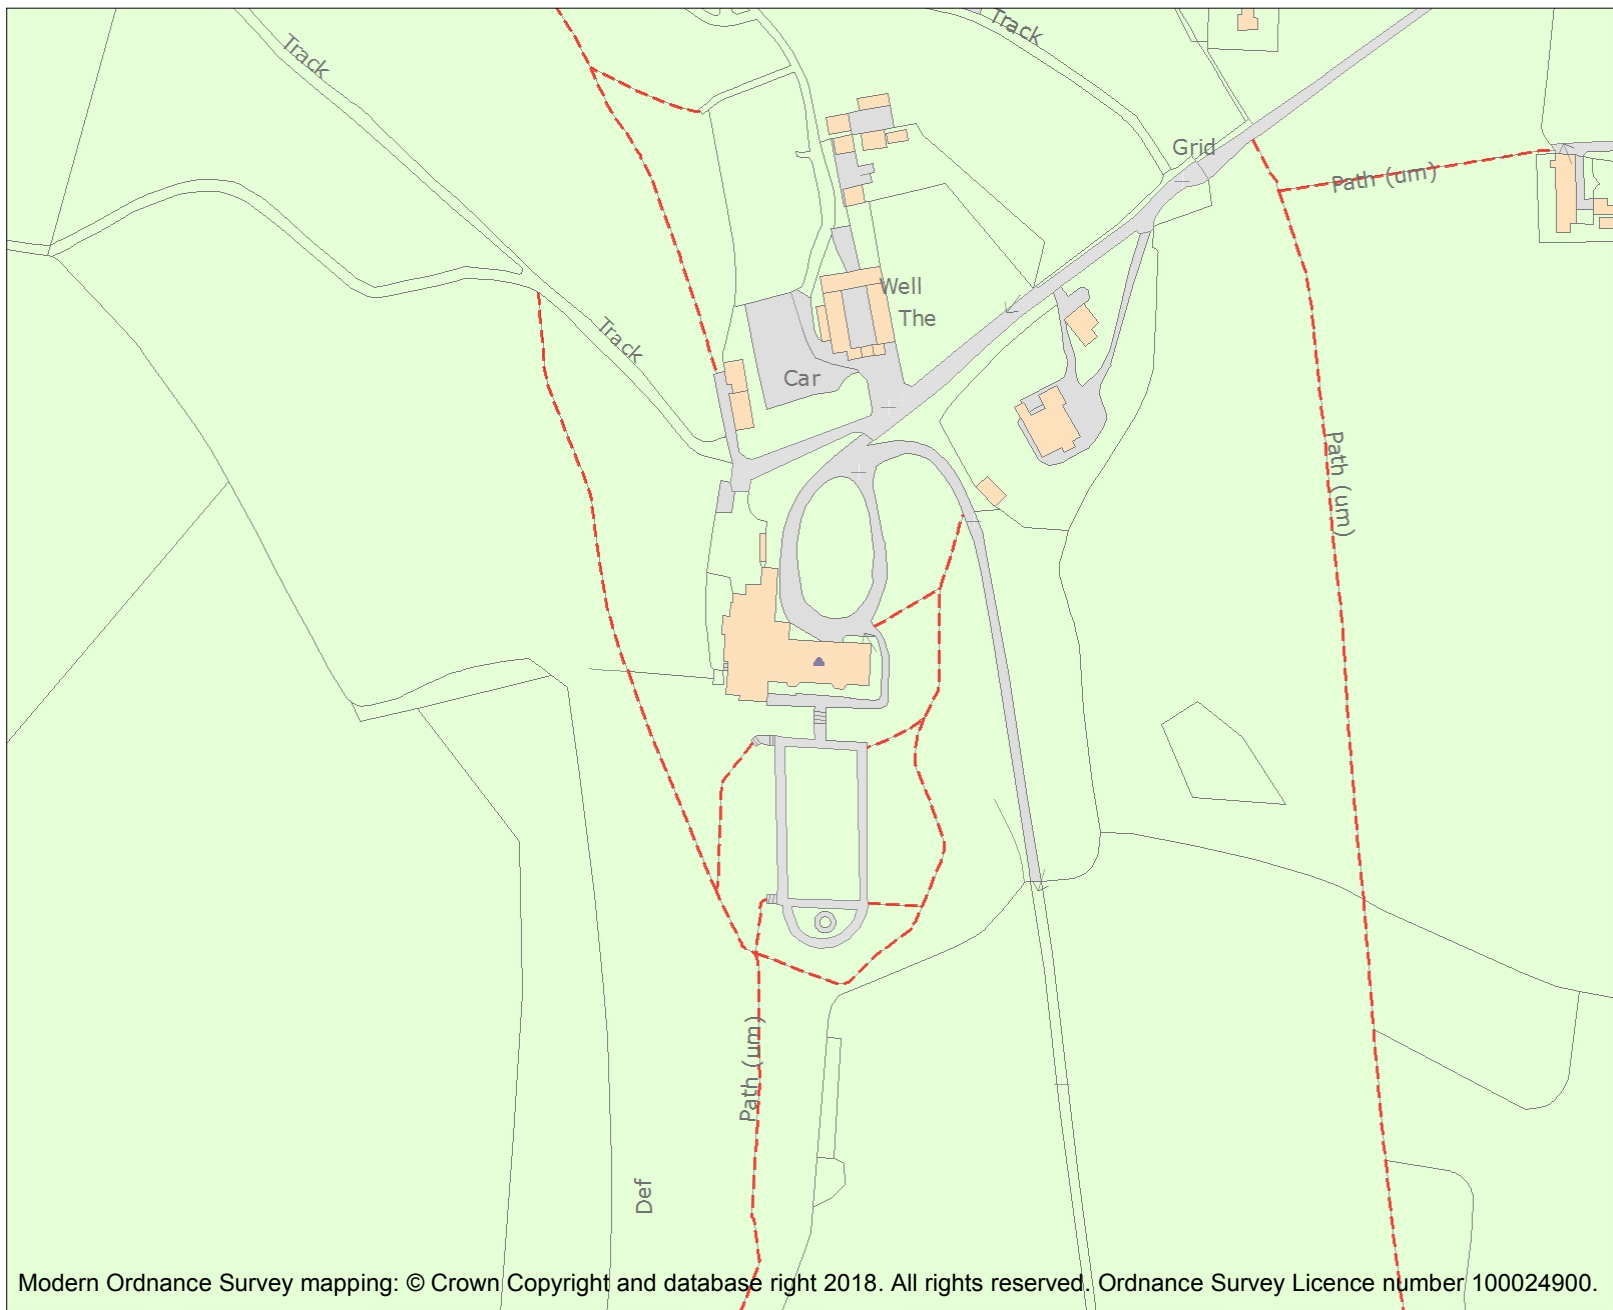 Track
Track
Grid
Path (um)
Well
The
Track
Car
Path (um)
Path (um)
Def
Modern Ordnance Survey mapping: © Crown Copyright and database right 2018. All rights reserved. Ordnance Survey Licence number 100024900.